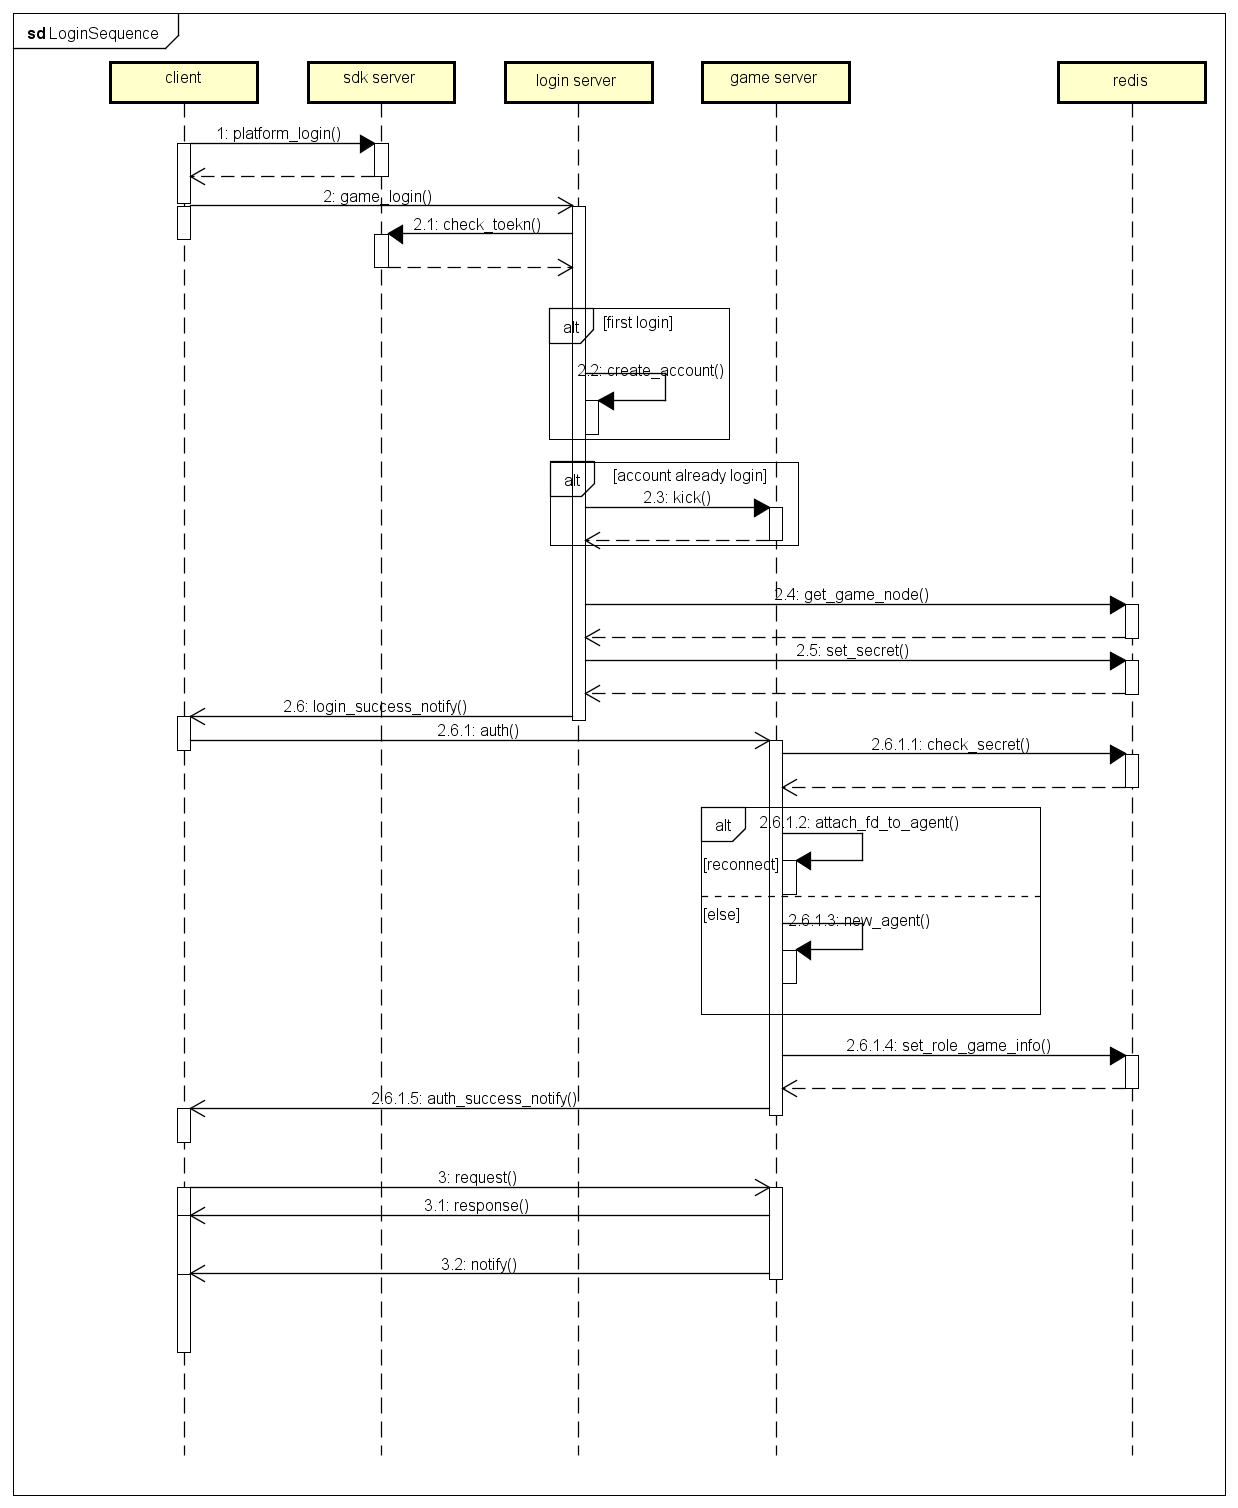 sd LoginSequence
client
sdk server
login server
game server
redis
1: platform_login()
2: game_login()
2.1: check_toekn()
alt
[first login]
2.2: create_account()
alt
[account already login]
2.3: kick()
2.4: get_game_node()
2.5: set_secret()
2.6: login_success_notify()
2.6.1: auth()
2.6.1.1: check_secret()
alt
2.6.1.2: attach_fd_to_agent()
[reconnect]
[else]
2.6.1.3: new_agent()
2.6.1.4: set_role_game_info()
2.6.1.5: auth_success_notify()
3: request()
3.1: response()
3.2: notify()